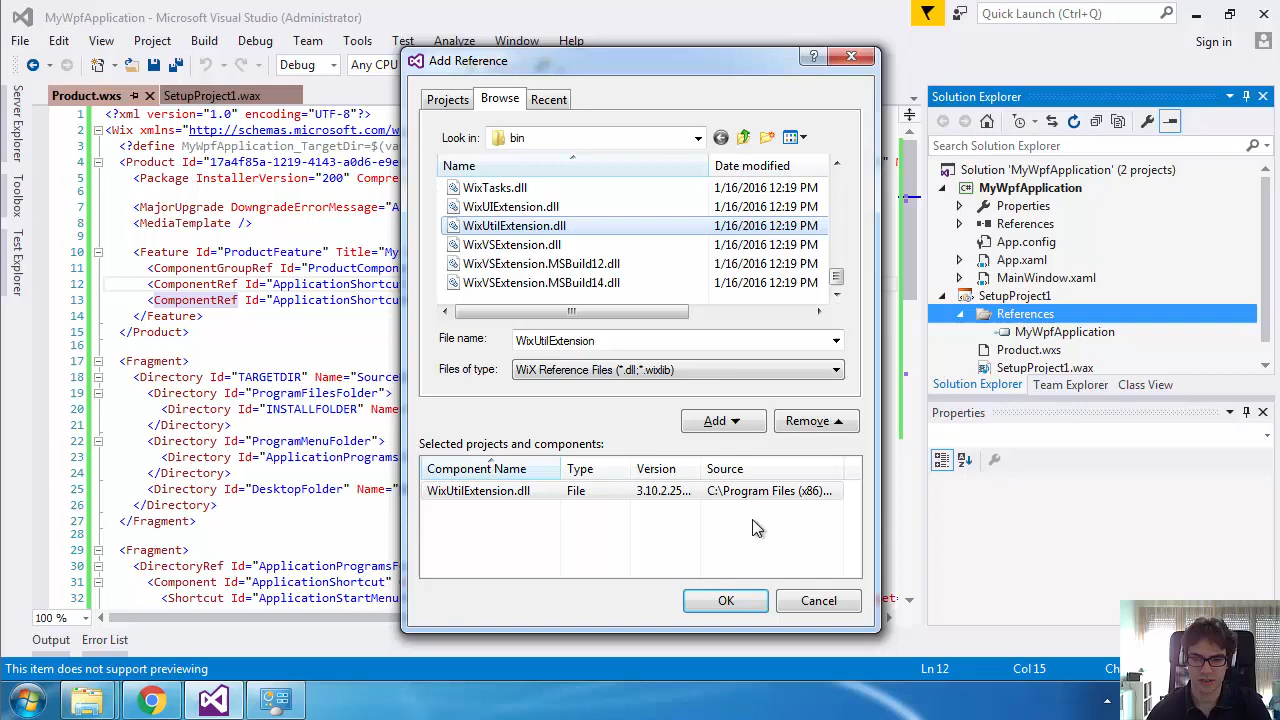 MyWpfApplication - Microsoft Visual Studio (Administrator)
Quick Launch (Ctrl+Q)
File Edit View Project Build Debug Team Tools Test Analyze Window Help
Sign in
Debug Any CPU
Product.wxs SetupProject1.wax
Server Explorer
Toolbox
Test Explorer
1 <?xml version="1.0" encoding="UTF-8"?>
2 <Wix xmlns="http://schemas.microsoft.com/w
3 <?define MyWpfApplication_TargetDir=$(va
4 <Product Id="17a4f85a-1219-4143-a0d6-e9e
5 <Package InstallerVersion="200" Compre
6
7 <MajorUpgrade DowngradeErrorMessage="A
8 <MediaTemplate />
9
10 <Feature Id="ProductFeature" Title="My
11 <ComponentGroupRef Id="ProductCompon
12 <ComponentRef Id="ApplicationShortcu
13 <ComponentRef Id="ApplicationShortcu
14 </Feature>
15 </Product>
16
17 <Fragment>
18 <Directory Id="TARGETDIR" Name="Source
19 <Directory Id="ProgramFilesFolder">
20 <Directory Id="INSTALLFOLDER" Name
21 </Directory>
22 <Directory Id="ProgramMenuFolder">
23 <Directory Id="ApplicationPrograms
24 </Directory>
25 <Directory Id="DesktopFolder" Name
26 </Directory>
27 </Fragment>
28
29 <Fragment>
30 <DirectoryRef Id="ApplicationProgramsF
31 <Component Id="ApplicationShortcut"
32 <Shortcut Id="ApplicationStartMenu
100 %
Output Error List
This item does not support previewing
Ln 12 Col 15 Ch
Add Reference
Projects Browse Recent
Look in: bin
Name Date modified
WixTasks.dll 1/16/2016 12:19 PM
WixUIExtension.dll 1/16/2016 12:19 PM
WixUtilExtension.dll 1/16/2016 12:19 PM
WixVSExtension.dll 1/16/2016 12:19 PM
WixVSExtension.MSBuild12.dll 1/16/2016 12:19 PM
WixVSExtension.MSBuild14.dll 1/16/2016 12:19 PM
File name: WixUtilExtension
Files of type: WiX Reference Files (*.dll;*.wixlib)
Add Remove
Selected projects and components:
Component Name Type Version Source
WixUtilExtension.dll File 3.10.2.25... C:\Program Files (x86)...
OK Cancel
Solution Explorer
Search Solution Explorer
Solution 'MyWpfApplication' (2 projects)
MyWpfApplication
Properties
References
App.config
App.xaml
MainWindow.xaml
SetupProject1
References
MyWpfApplication
Product.wxs
SetupProject1.wax
Solution Explorer Team Explorer Class View
Properties